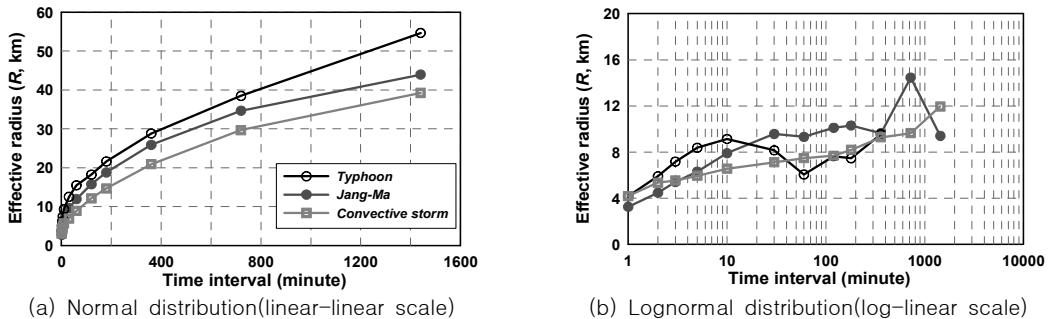 60
50
40
30
20
10
0
Effective radius (R, km)
0 400 800 1200 1600
Time interval (minute)
Typhoon
Jang-Ma
Convective storm
(a) Normal distribution(linear-linear scale)
20
16
12
8
4
0
Effective radius (R, km)
1 10 100 1000 10000
Time interval (minute)
(b) Lognormal distribution(log-linear scale)